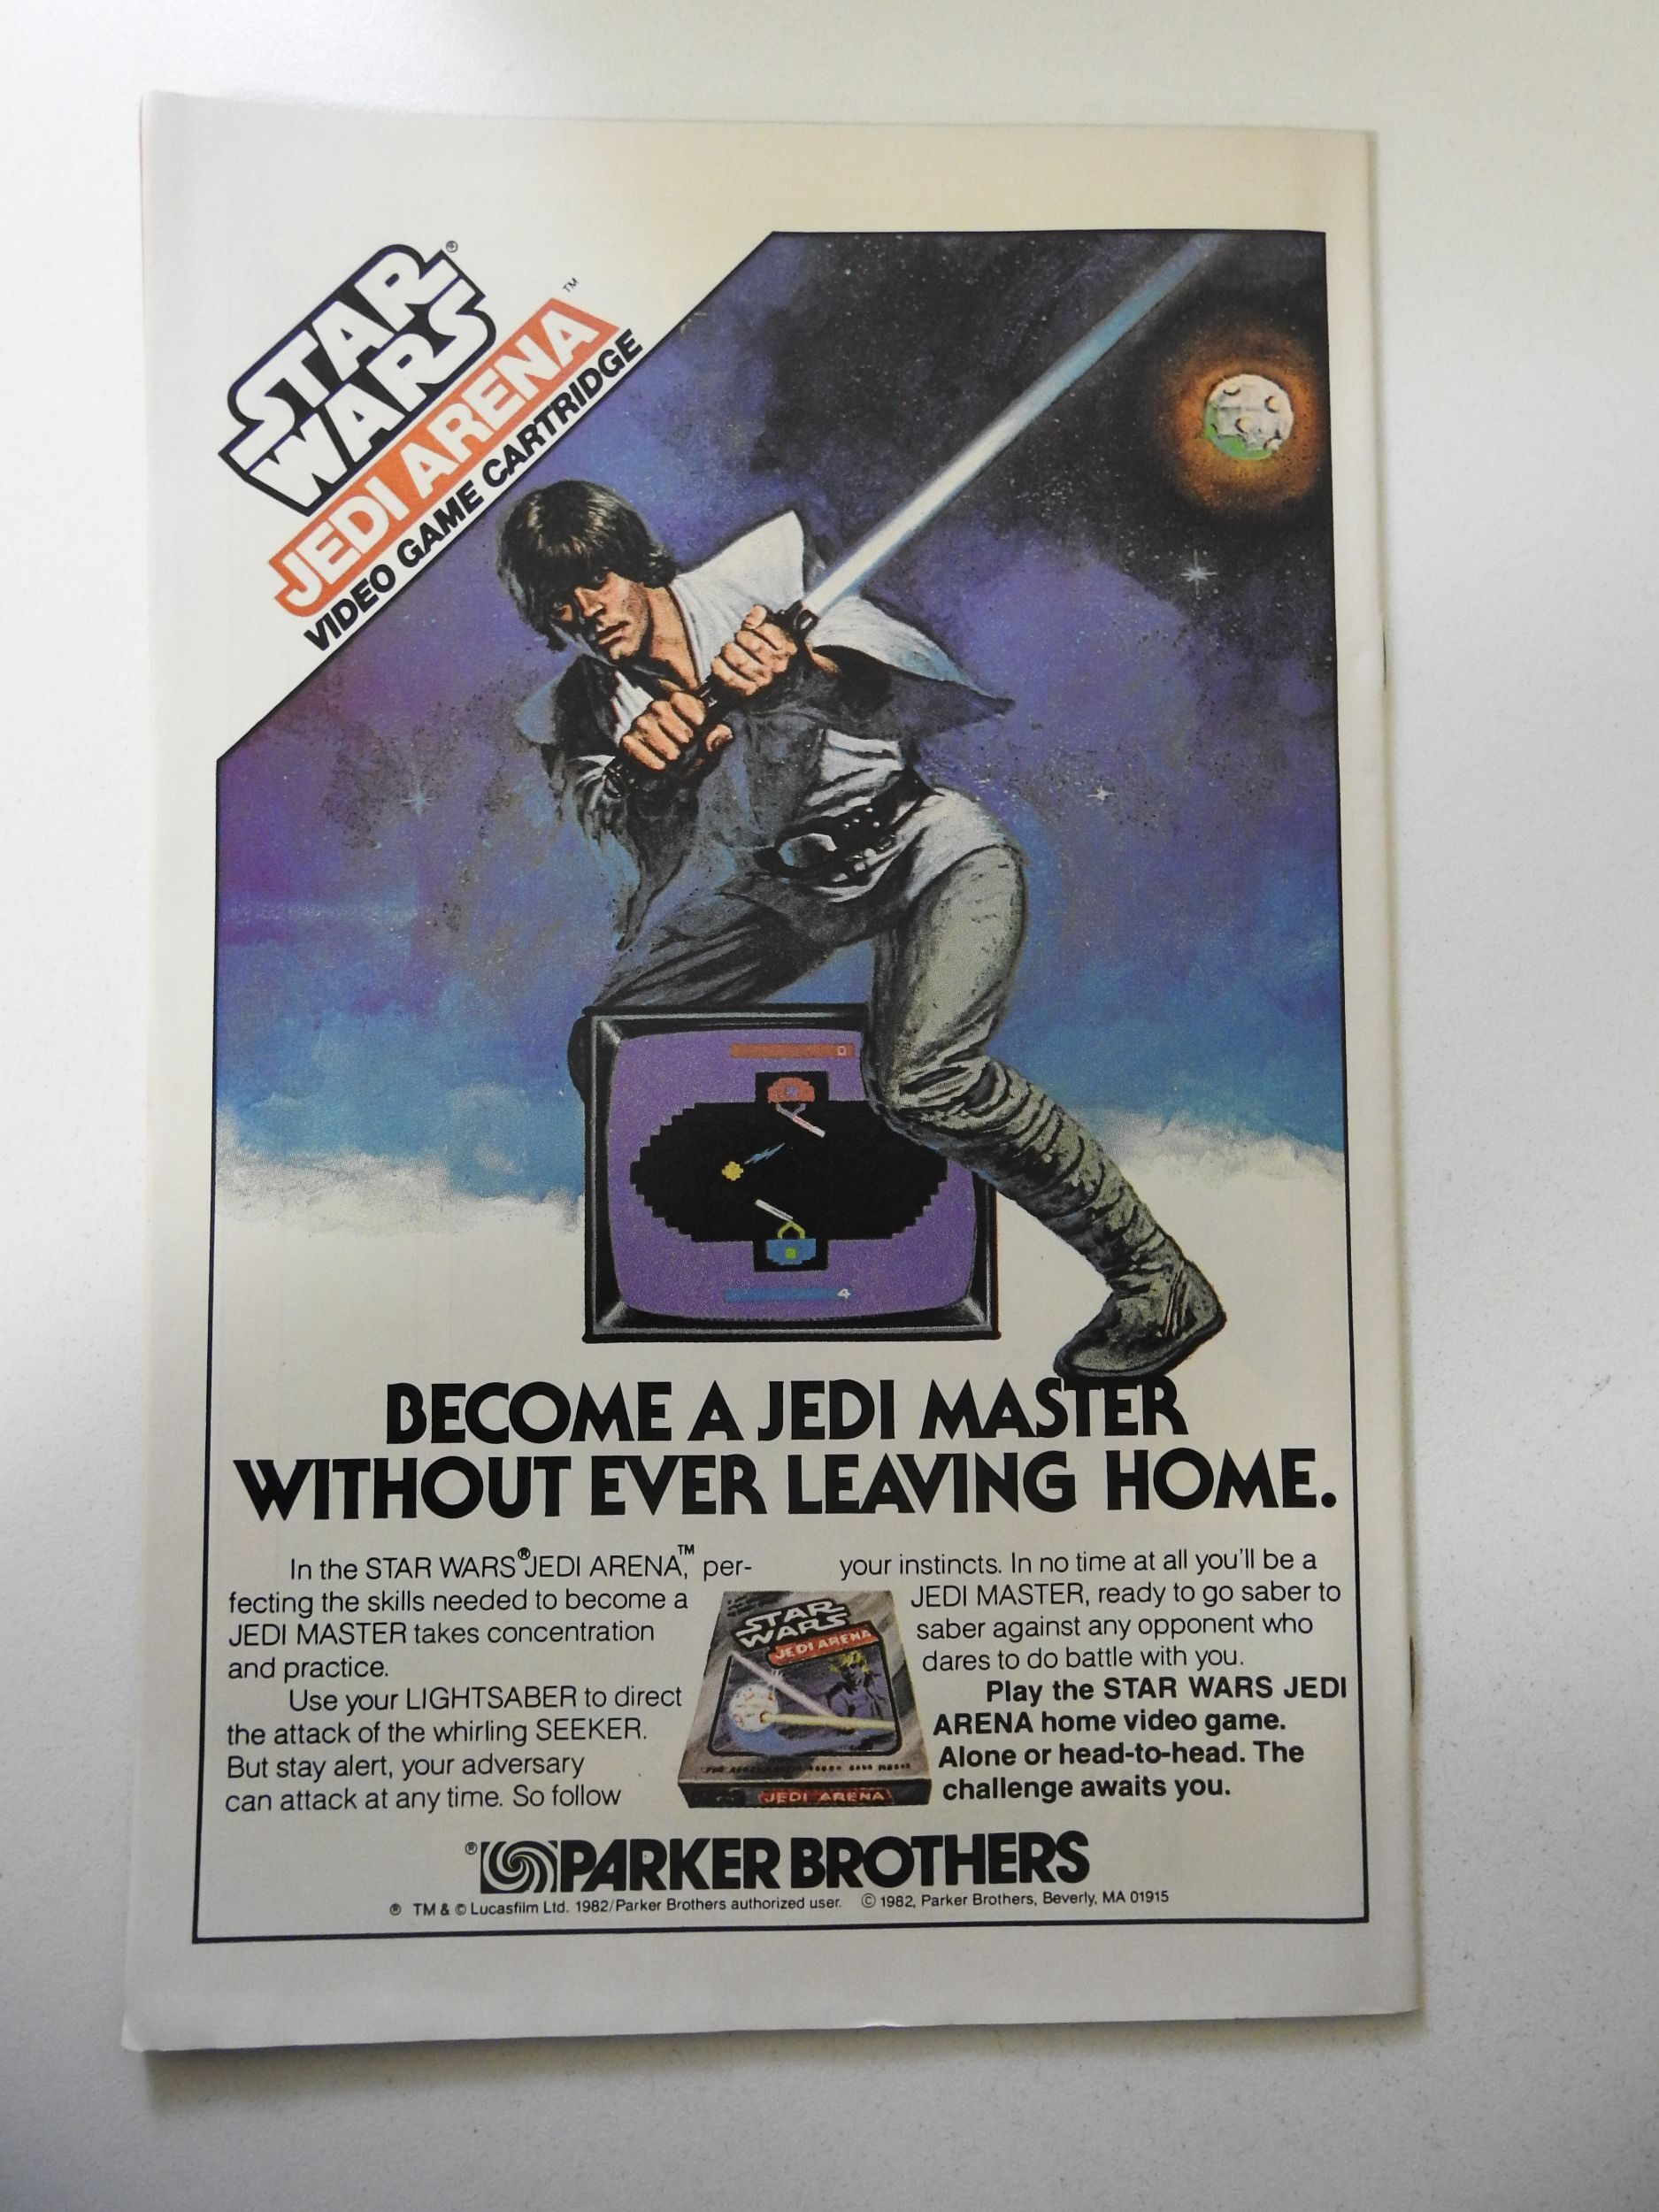 STAR
WARS®
JEDI ARENA™
VIDEO GAME CARTRIDGE
0
4
BECOME A JEDI MASTER
WITHOUT EVER LEAVING HOME.
In the STAR WARS® JEDI ARENA,™ per-
fecting the skills needed to become a
JEDI MASTER takes concentration
and practice.
Use your LIGHTSABER to direct
the attack of the whirling SEEKER.
But stay alert, your adversary
can attack at any time. So follow
your instincts. In no time at all you'll be a
JEDI MASTER, ready to go saber to
saber against any opponent who
dares to do battle with you.
Play the STAR WARS JEDI
ARENA home video game.
Alone or head-to-head. The
challenge awaits you.
STAR
WARS
JEDI ARENA
JEDI ARENA
® PARKER BROTHERS
® TM & © Lucasfilm Ltd. 1982/Parker Brothers authorized user. © 1982, Parker Brothers, Beverly, MA 01915